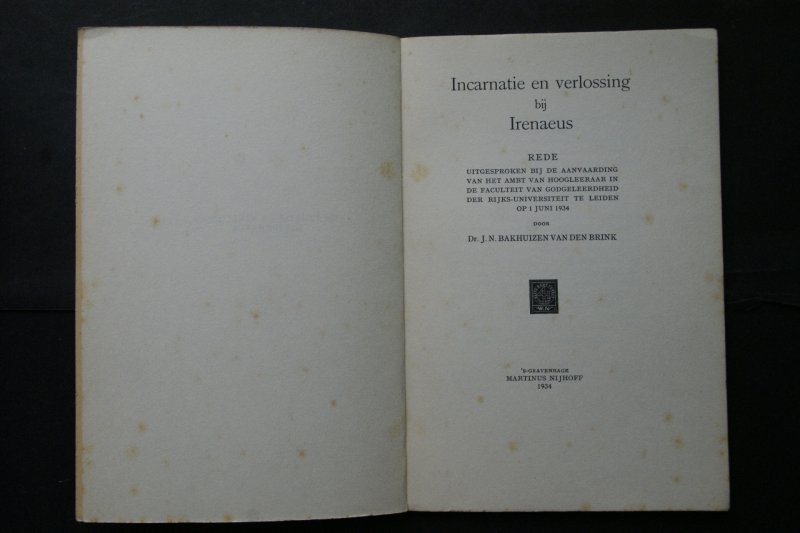 Incarnatie en verlossing
bij
Irenaeus
REDE
UITGESPROKEN BIJ DE AANVAARDING
VAN HET AMBT VAN HOOGLEERAAR IN
DE FACULTEIT VAN GODGELEERDHEID
DER RIJKS-UNIVERSITEIT TE LEIDEN
OP 1 JUNI 1934
DOOR
Dr. J. N. BAKHUIZEN VAN DEN BRINK
'S-GRAVENHAGE
MARTINUS NIJHOFF
1934